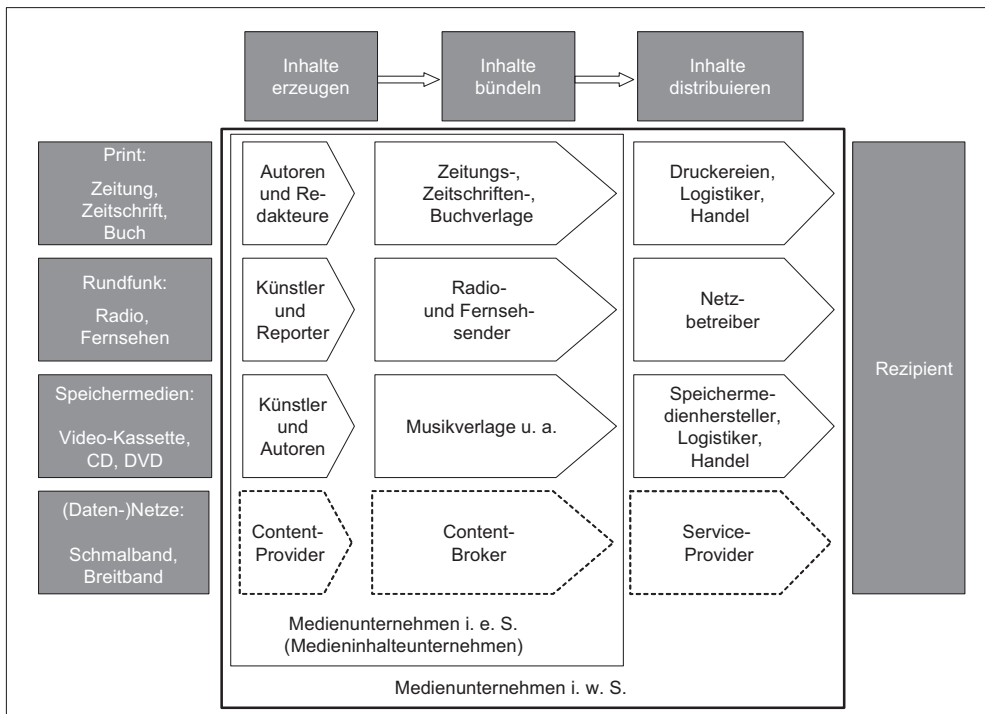 Inhalte
erzeugen
Inhalte
bündeln
Inhalte
distribuieren
Print:
Zeitung,
Zeitschrift,
Buch
Autoren
und Re-
dakteure
Zeitungs-,
Zeitschriften-,
Buchverlage
Druckereien,
Logistiker,
Handel
Rundfunk:
Radio,
Fernsehen
Künstler
und
Reporter
Radio-
und Fernseh-
sender
Netz-
betreiber
Speichermedien:
Video-Kassette,
CD, DVD
Künstler
und
Autoren
Musikverlage u. a.
Speicherme-
dienhersteller,
Logistiker,
Handel
(Daten-)Netze:
Schmalband,
Breitband
Content-
Provider
Content-
Broker
Service-
Provider
Rezipient
Medienunternehmen i. e. S.
(Medieninhalteunternehmen)
Medienunternehmen i. w. S.